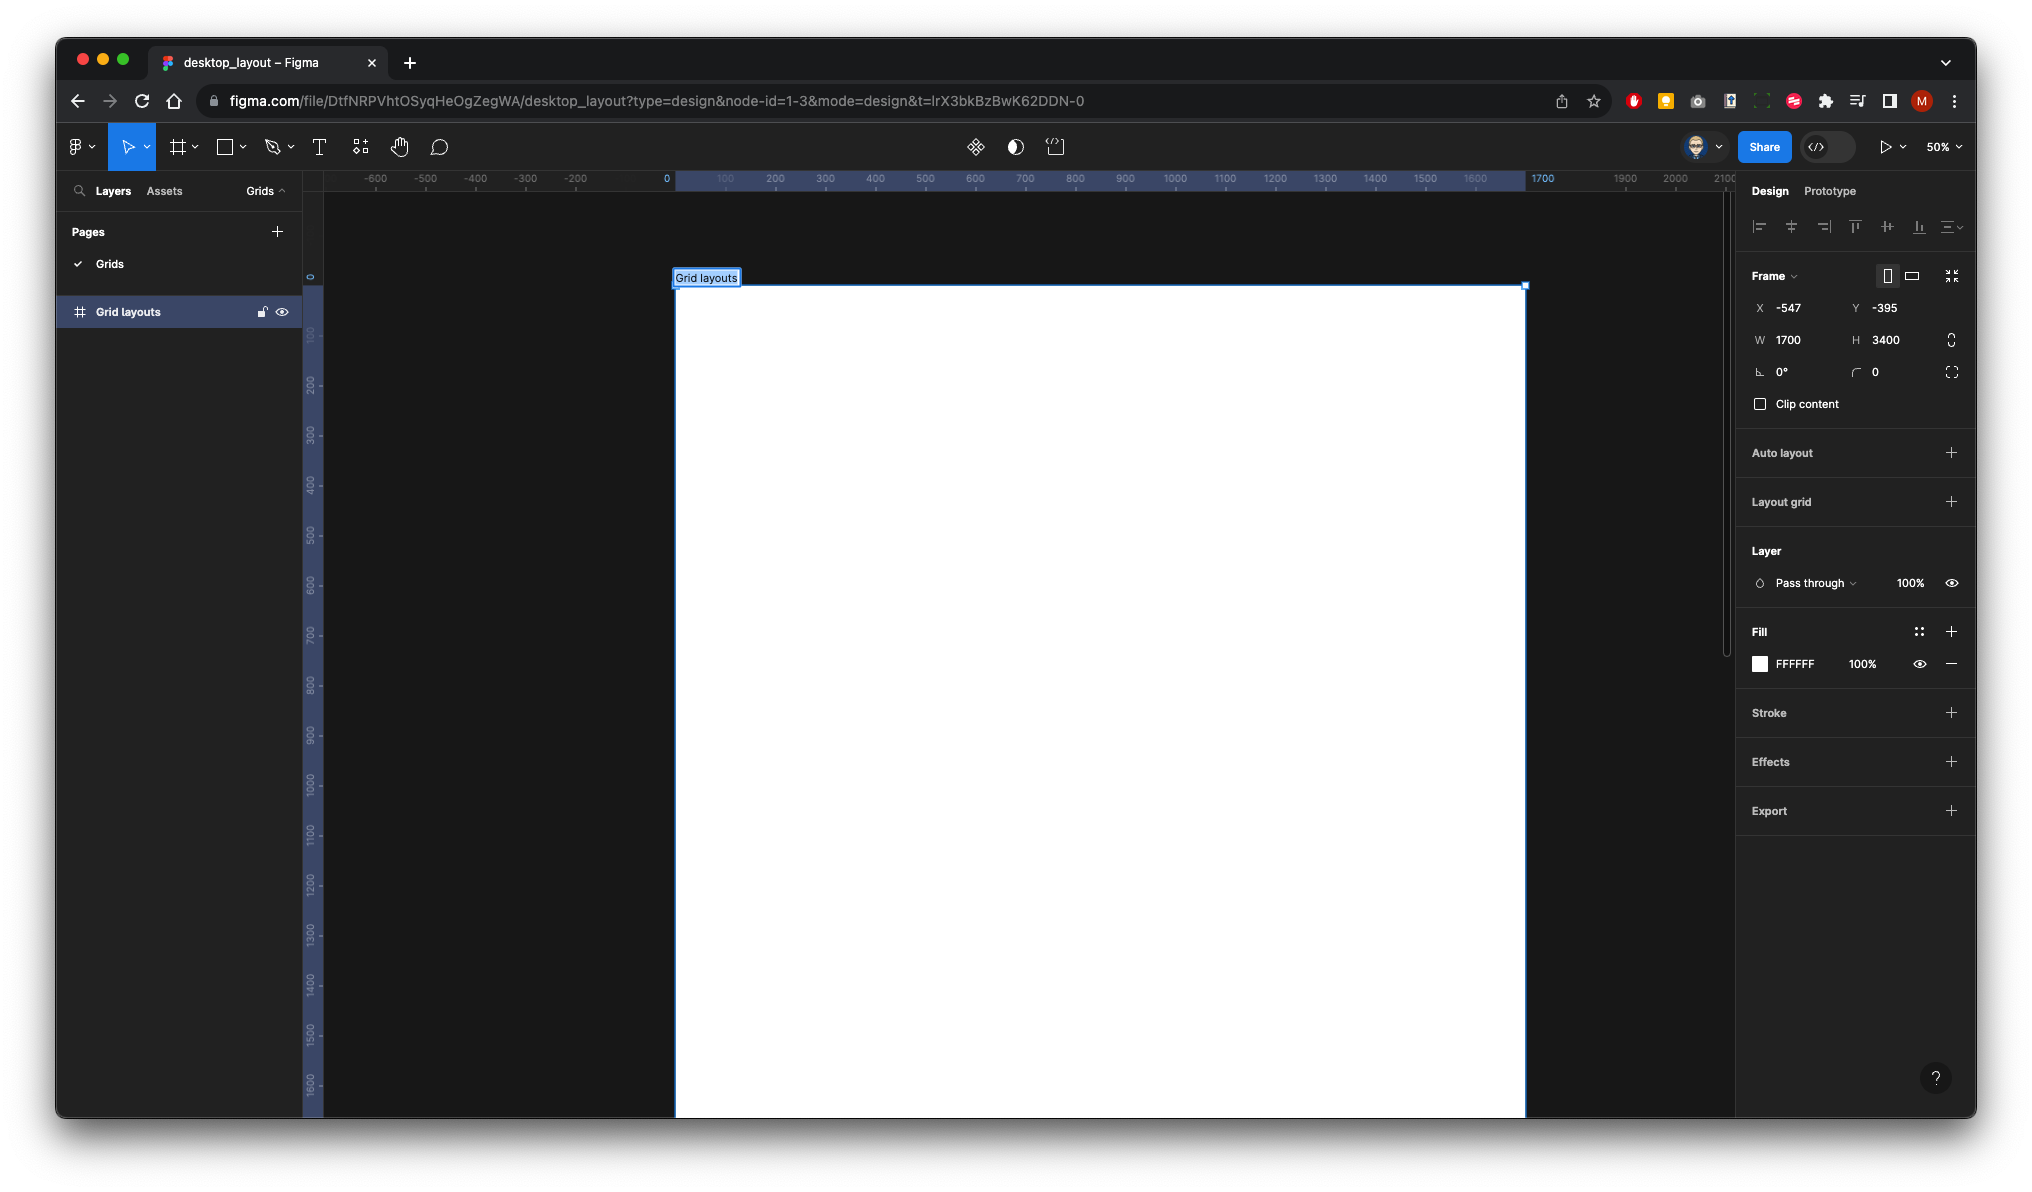 desktop_layout – Figma
figma.com/file/DtfNRPVhtOSyqHeOgZegWA/desktop_layout?type=design&node-id=1-3&mode=design&t=lrX3bkBzBwK62DDN-0
M
T
Share
50%
Layers Assets Grids
-600 -500 -400 -300 -200 0 100 200 300 400 500 600 700 800 900 1000 1100 1200 1300 1400 1500 1600 1700 1900 2000 2100
Design Prototype
Pages
Grids
Grid layouts
0
100
200
300
400
500
600
700
800
900
1000
1100
1200
1300
1400
1500
1600
Grid layouts
Frame
X -547 Y -395
W 1700 H 3400
0° 0
Clip content
Auto layout
Layout grid
Layer
Pass through 100%
Fill
FFFFFF 100%
Stroke
Effects
Export
?